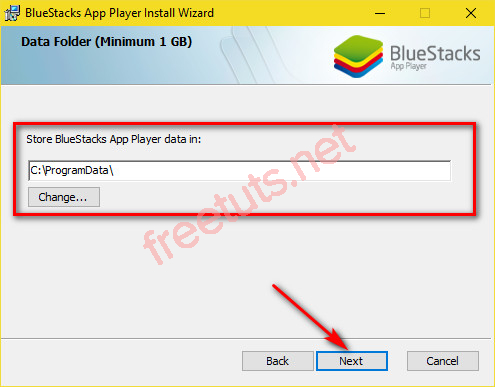 BlueStacks App Player Install Wizard
Data Folder (Minimum 1 GB)
BlueStacks
App Player
Store BlueStacks App Player data in:
C:\ProgramData\
Change...
freetuts.net
Back
Next
Cancel